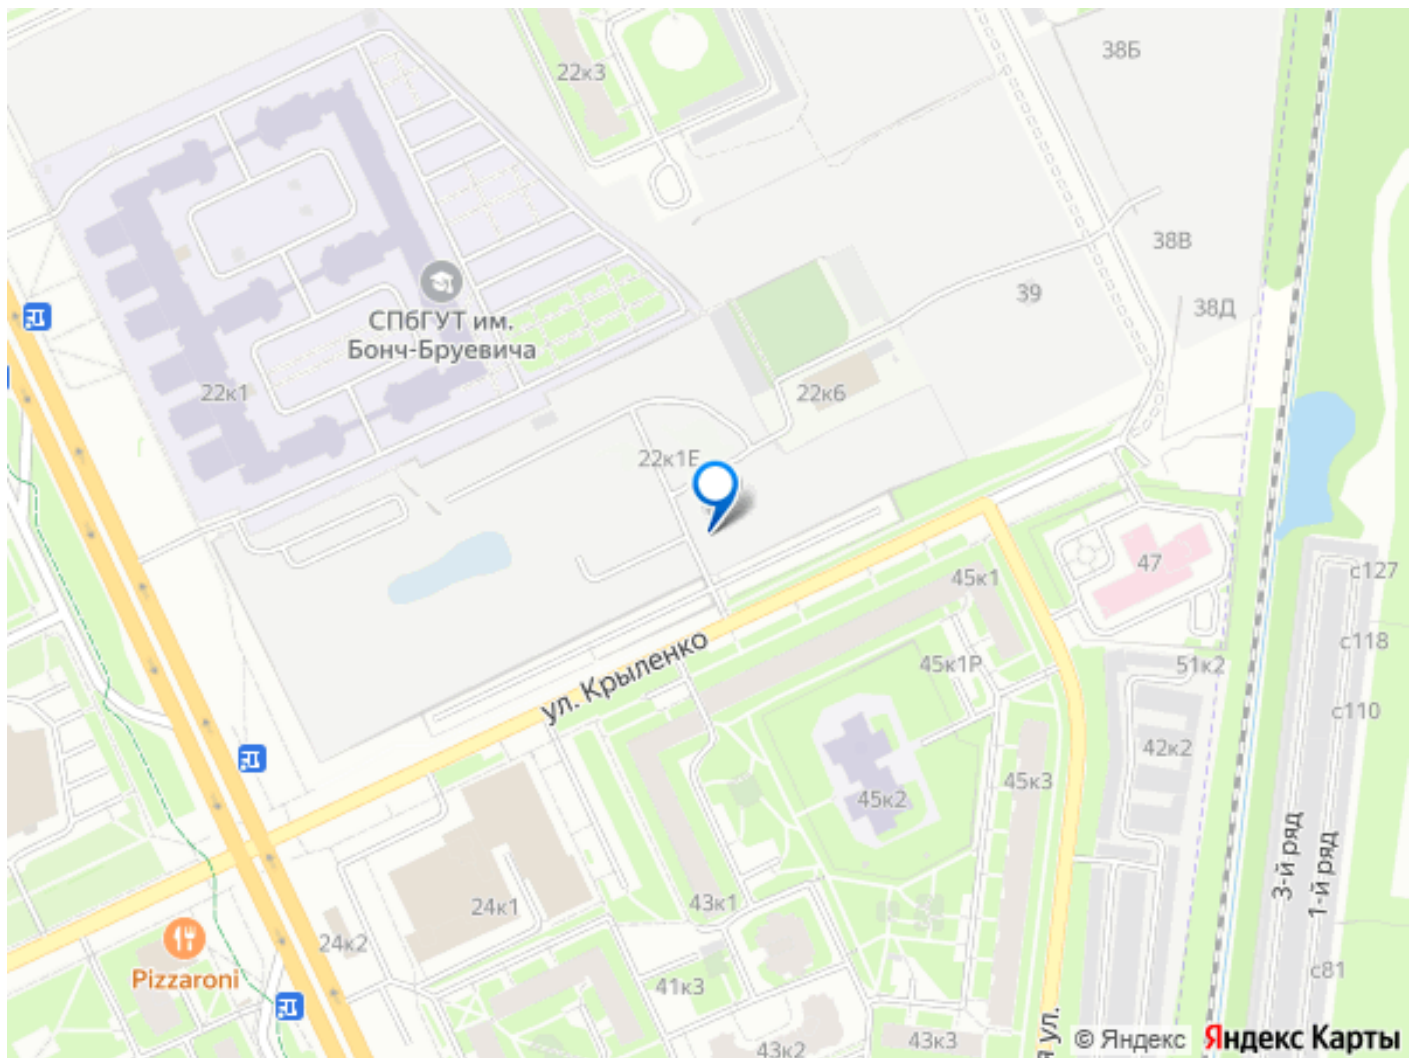 38Б
22к3
38В
39
38Д
СПбГУТ им.
Бонч-Бруевича
22к1
22к6
22к1Е
45к1
47
с127
ул. Крыленко
45к1Р
51к2
с118
с110
42к2
45к3
45к2
3-й ряд
1-й ряд
24к1
43к1
24к2
Pizzaroni
41к3
с81
я ул.
43к2
43к3
© Яндекс
Яндекс Карты